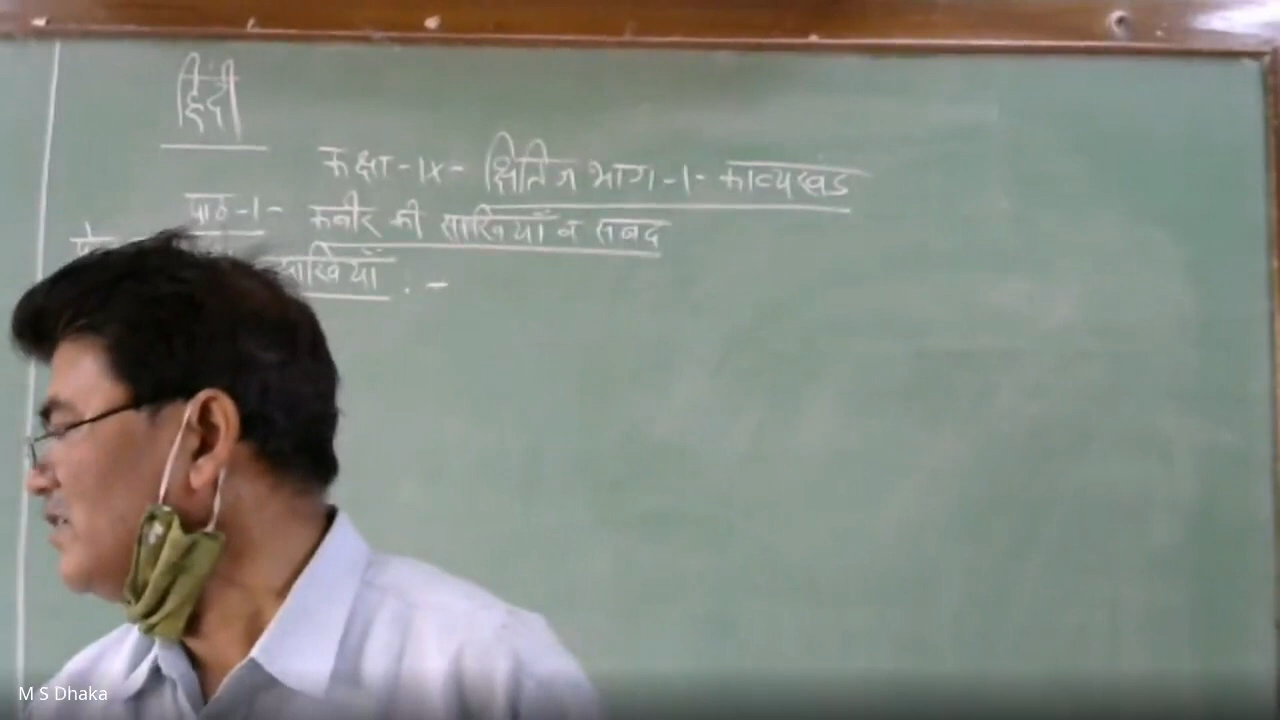 हिंदी
कक्षा-IX- क्षितिज भाग-1- काव्यखंड
पाठ-1- कबीर की साखियाँ व सबद
साखियाँ :-
M S Dhaka